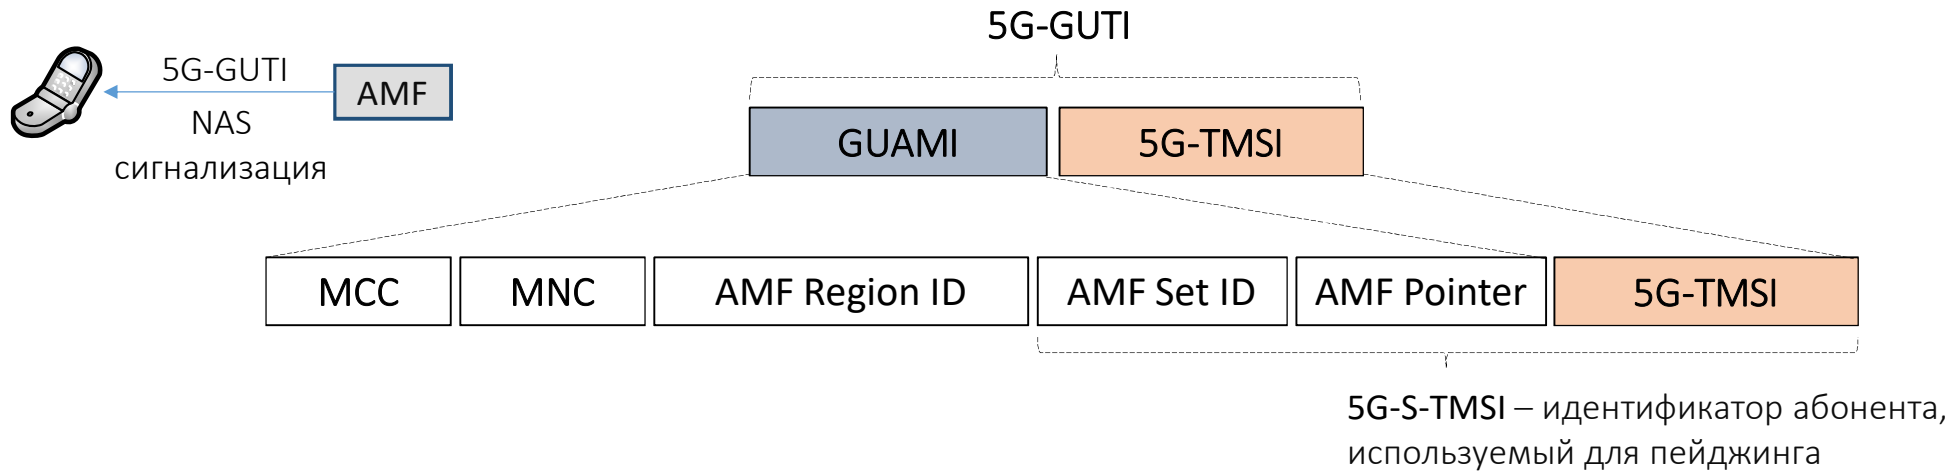 5G-GUTI
5G-GUTI
AMF
NAS
сигнализация
GUAMI
5G-TMSI
MCC
MNC
AMF Region ID
AMF Set ID
AMF Pointer
5G-TMSI
5G-S-TMSI – идентификатор абонента,
используемый для пейджинга